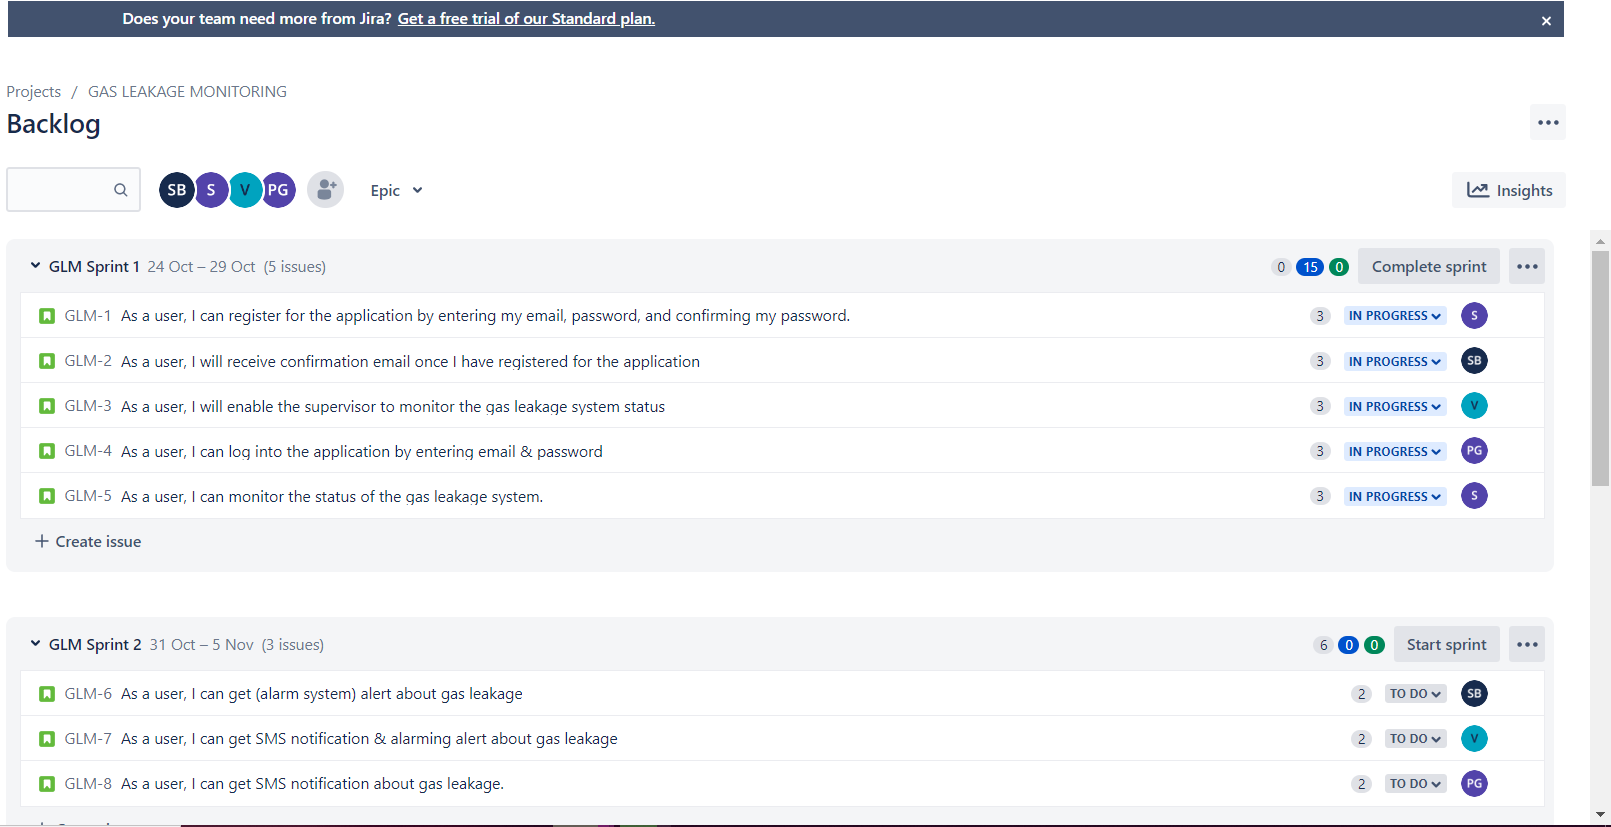 Does your team need more from Jira? Get a free trial of our Standard plan.
Projects / GAS LEAKAGE MONITORING
Backlog
SB S V PG Epic Insights
GLM Sprint 1 24 Oct – 29 Oct (5 issues) 0 15 0 Complete sprint
GLM-1 As a user, I can register for the application by entering my email, password, and confirming my password. 3 IN PROGRESS S
GLM-2 As a user, I will receive confirmation email once I have registered for the application 3 IN PROGRESS SB
GLM-3 As a user, I will enable the supervisor to monitor the gas leakage system status 3 IN PROGRESS V
GLM-4 As a user, I can log into the application by entering email & password 3 IN PROGRESS PG
GLM-5 As a user, I can monitor the status of the gas leakage system. 3 IN PROGRESS S
+ Create issue
GLM Sprint 2 31 Oct – 5 Nov (3 issues) 6 0 0 Start sprint
GLM-6 As a user, I can get (alarm system) alert about gas leakage 2 TO DO SB
GLM-7 As a user, I can get SMS notification & alarming alert about gas leakage 2 TO DO V
GLM-8 As a user, I can get SMS notification about gas leakage. 2 TO DO PG